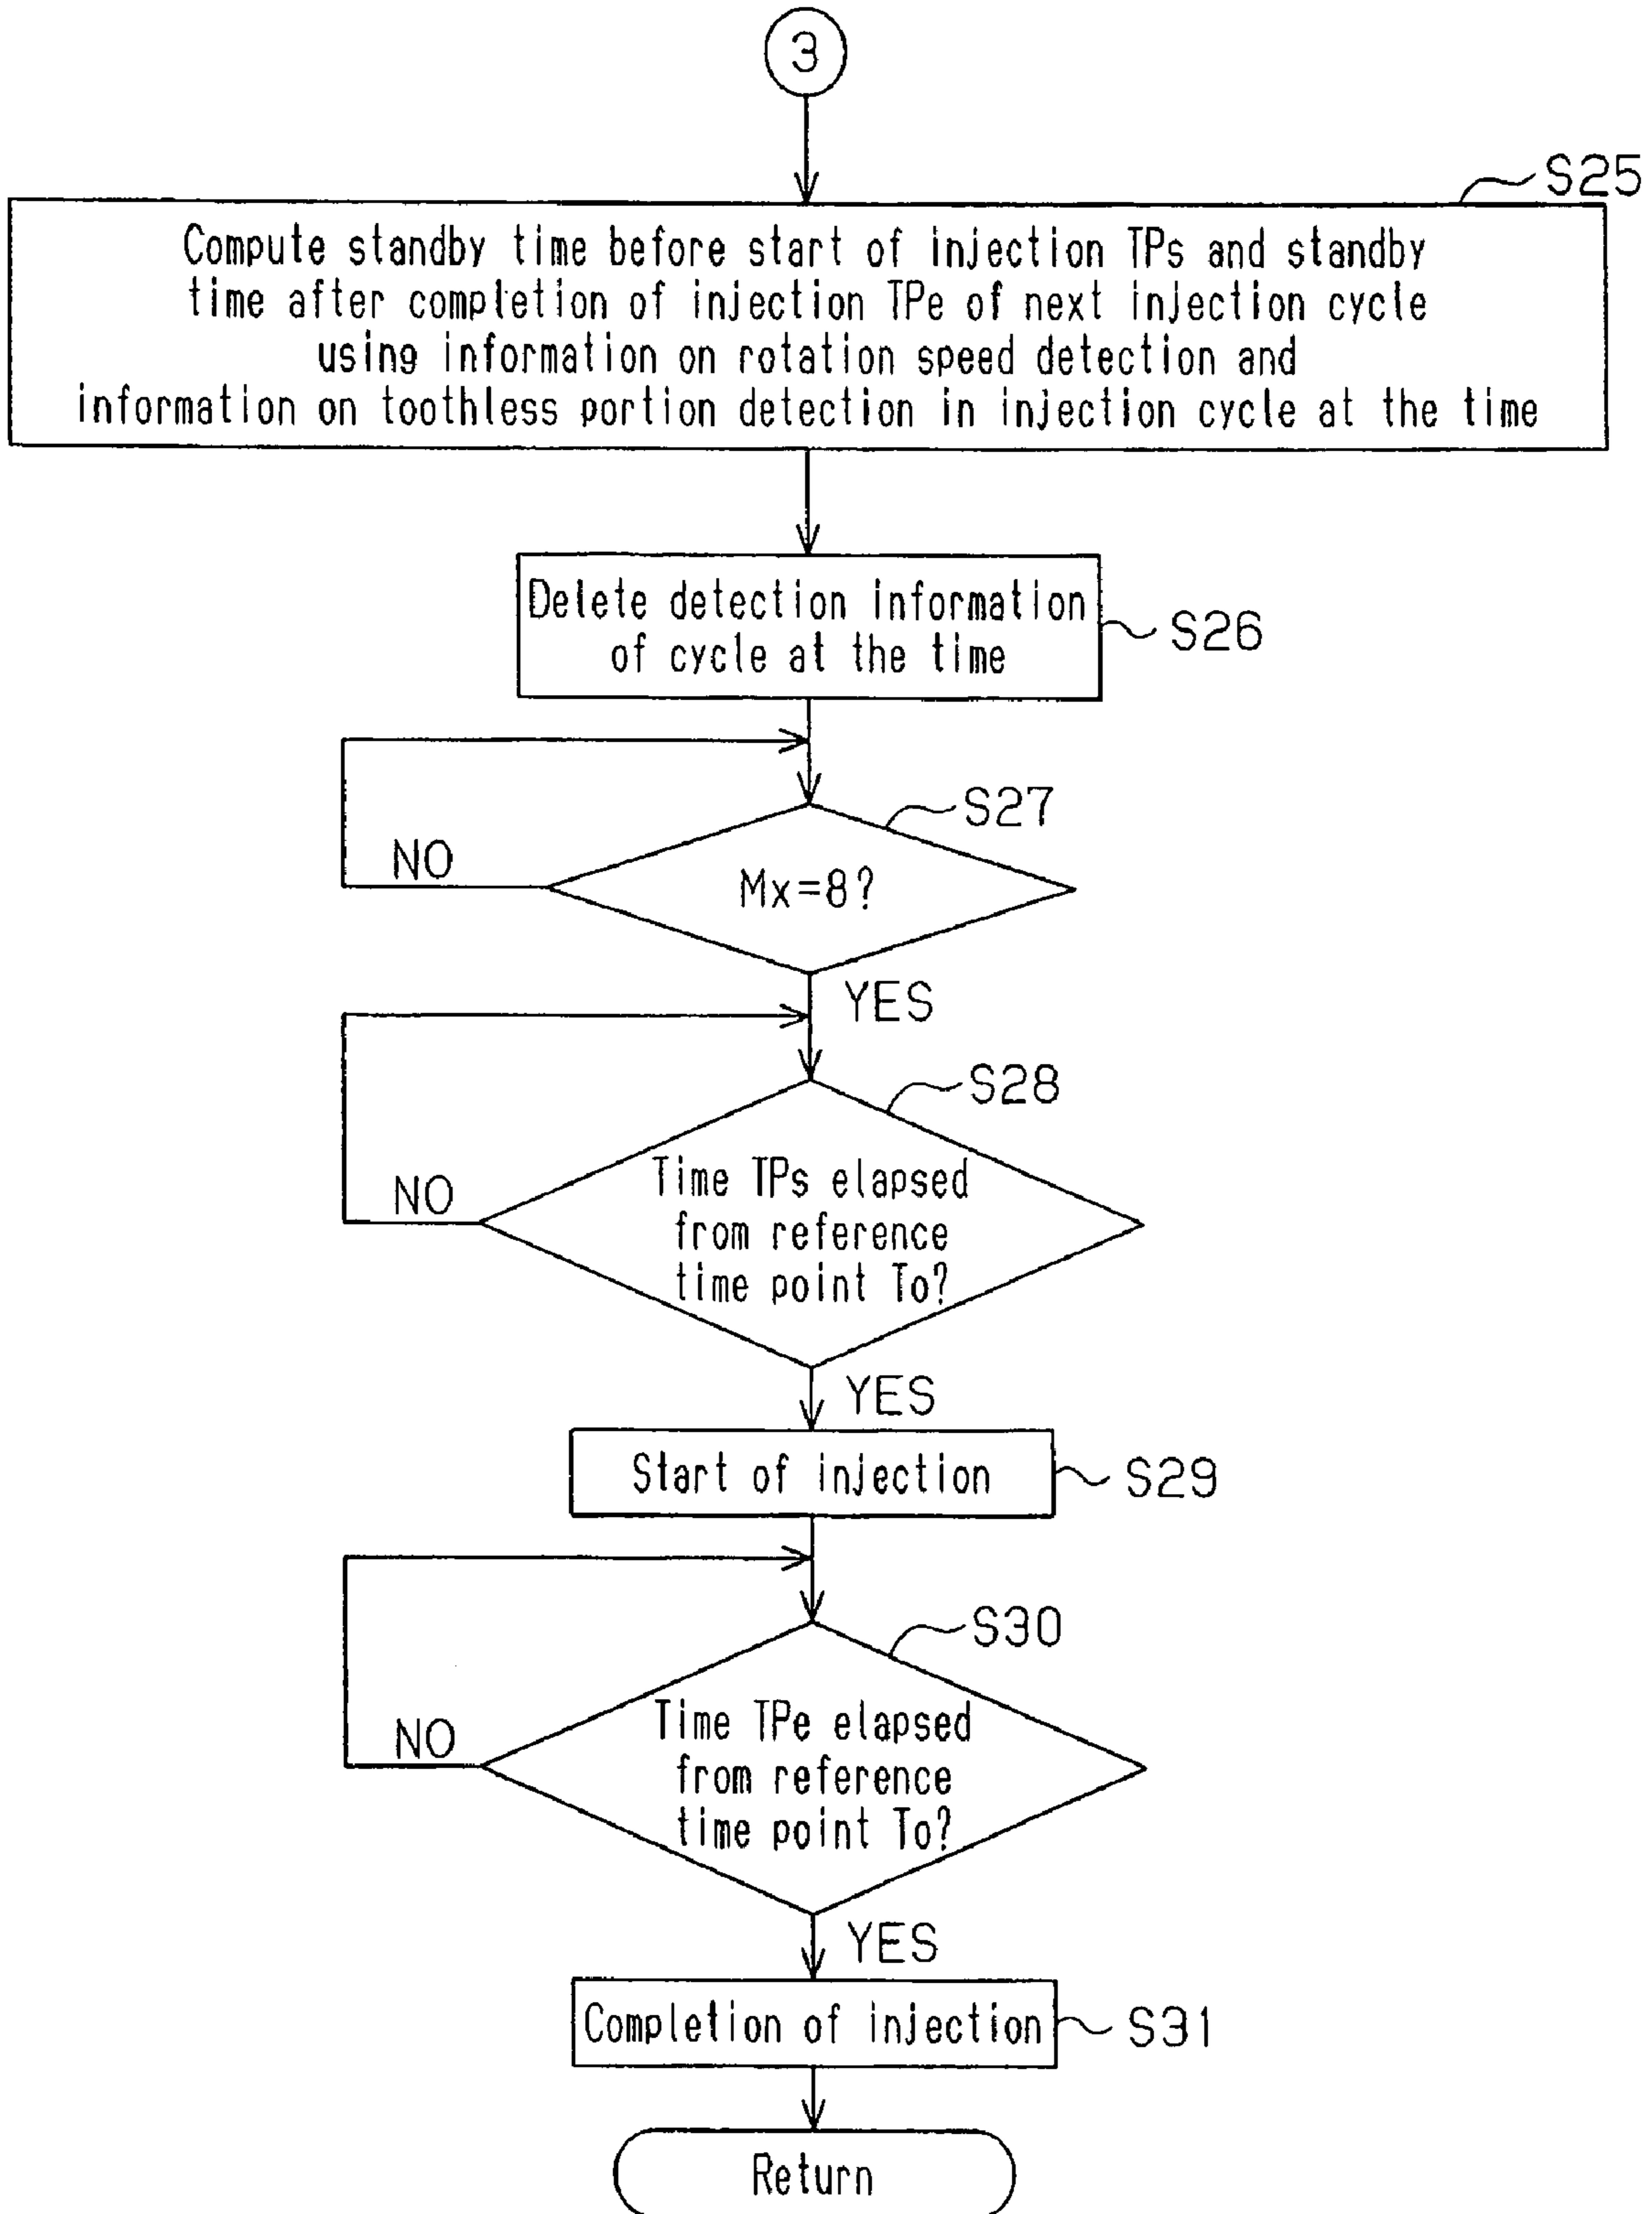 3
S25
Compute standby time before start of injection TPs and standby
time after completion of injection TPe of next injection cycle
using information on rotation speed detection and
information on toothless portion detection in injection cycle at the time
Delete detection information
of cycle at the time
S26
S27
NO
Mx=8?
YES
S28
NO
Time TPs elapsed
from reference
time point To?
YES
Start of injection
S29
S30
NO
Time TPe elapsed
from reference
time point To?
YES
Completion of injection
S31
Return